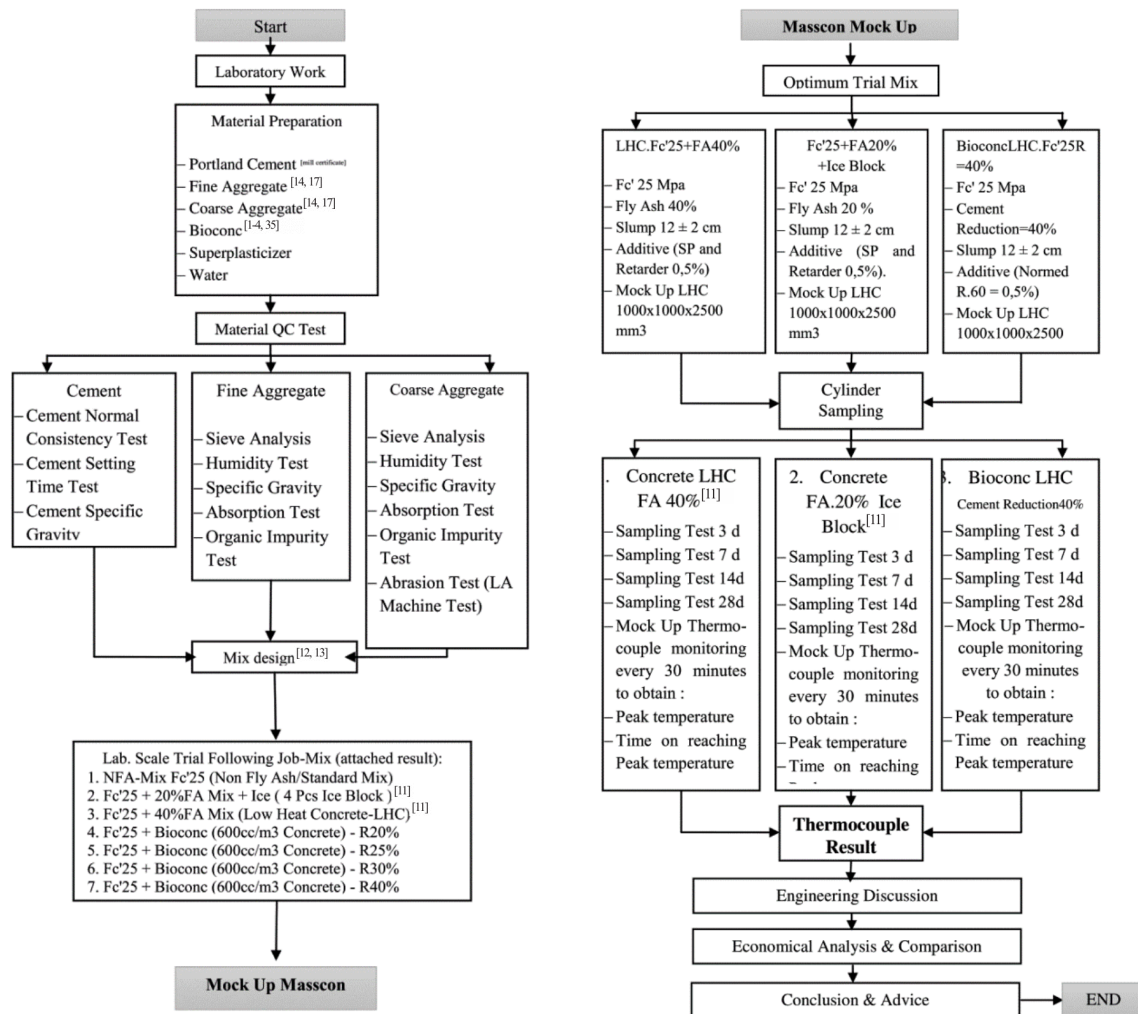 Start
Laboratory Work
Material Preparation
– Portland Cement [mill certificate]
– Fine Aggregate[14, 17]
– Coarse Aggregate[14, 17]
– Bioconc[1-4, 35]
– Superplasticizer
– Water
Material QC Test
Cement
– Cement Normal
Consistency Test
– Cement Setting
Time Test
– Cement Specific
Gravity
Fine Aggregate
– Sieve Analysis
– Humidity Test
– Specific Gravity
– Absorption Test
– Organic Impurity
Test
Coarse Aggregate
– Sieve Analysis
– Humidity Test
– Specific Gravity
– Absorption Test
– Organic Impurity
Test
– Abrasion Test (LA
Machine Test)
Mix design[12, 13]
Lab. Scale Trial Following Job-Mix (attached result):
1. NFA-Mix Fc'25 (Non Fly Ash/Standard Mix)
2. Fc'25 + 20%FA Mix + Ice ( 4 Pcs Ice Block )[11]
3. Fc'25 + 40%FA Mix (Low Heat Concrete-LHC)[11]
4. Fc'25 + Bioconc (600cc/m3 Concrete) - R20%
5. Fc'25 + Bioconc (600cc/m3 Concrete) - R25%
6. Fc'25 + Bioconc (600cc/m3 Concrete) - R30%
7. Fc'25 + Bioconc (600cc/m3 Concrete) - R40%
Mock Up Masscon
Masscon Mock Up
Optimum Trial Mix
LHC.Fc'25+FA40%
– Fc' 25 Mpa
– Fly Ash 40%
– Slump 12 ± 2 cm
– Additive (SP and
Retarder 0,5%)
– Mock Up LHC
1000x1000x2500
mm3
Fc'25+FA20%
+Ice Block
– Fc' 25 Mpa
– Fly Ash 20 %
– Slump 12 ± 2 cm
– Additive (SP and
Retarder 0,5%).
– Mock Up LHC
1000x1000x2500
mm3
BioconcLHC.Fc'25R
=40%
– Fc' 25 Mpa
– Cement
Reduction=40%
– Slump 12 ± 2 cm
– Additive (Normed
R.60 = 0,5%)
– Mock Up LHC
1000x1000x2500
Cylinder
Sampling
. Concrete LHC
FA 40%[11]
– Sampling Test 3 d
– Sampling Test 7 d
– Sampling Test 14d
– Sampling Test 28d
– Mock Up Thermo-
couple monitoring
every 30 minutes
to obtain :
– Peak temperature
– Time on reaching
Peak temperature
2. Concrete
FA.20% Ice
Block[11]
– Sampling Test 3 d
– Sampling Test 7 d
– Sampling Test 14d
– Sampling Test 28d
– Mock Up Thermo-
couple monitoring
every 30 minutes
to obtain :
– Peak temperature
– Time on reaching
3. Bioconc LHC
Cement Reduction40%
– Sampling Test 3 d
– Sampling Test 7 d
– Sampling Test 14d
– Sampling Test 28d
– Mock Up Thermo-
couple monitoring
every 30 minutes
to obtain :
– Peak temperature
– Time on reaching
Peak temperature
Thermocouple
Result
Engineering Discussion
Economical Analysis & Comparison
Conclusion & Advice
END